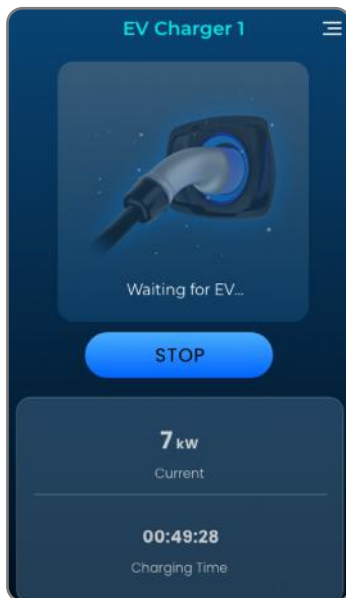 EV Charger 1
Waiting for EV...
STOP
7 kW
Current
00:49:28
Charging Time